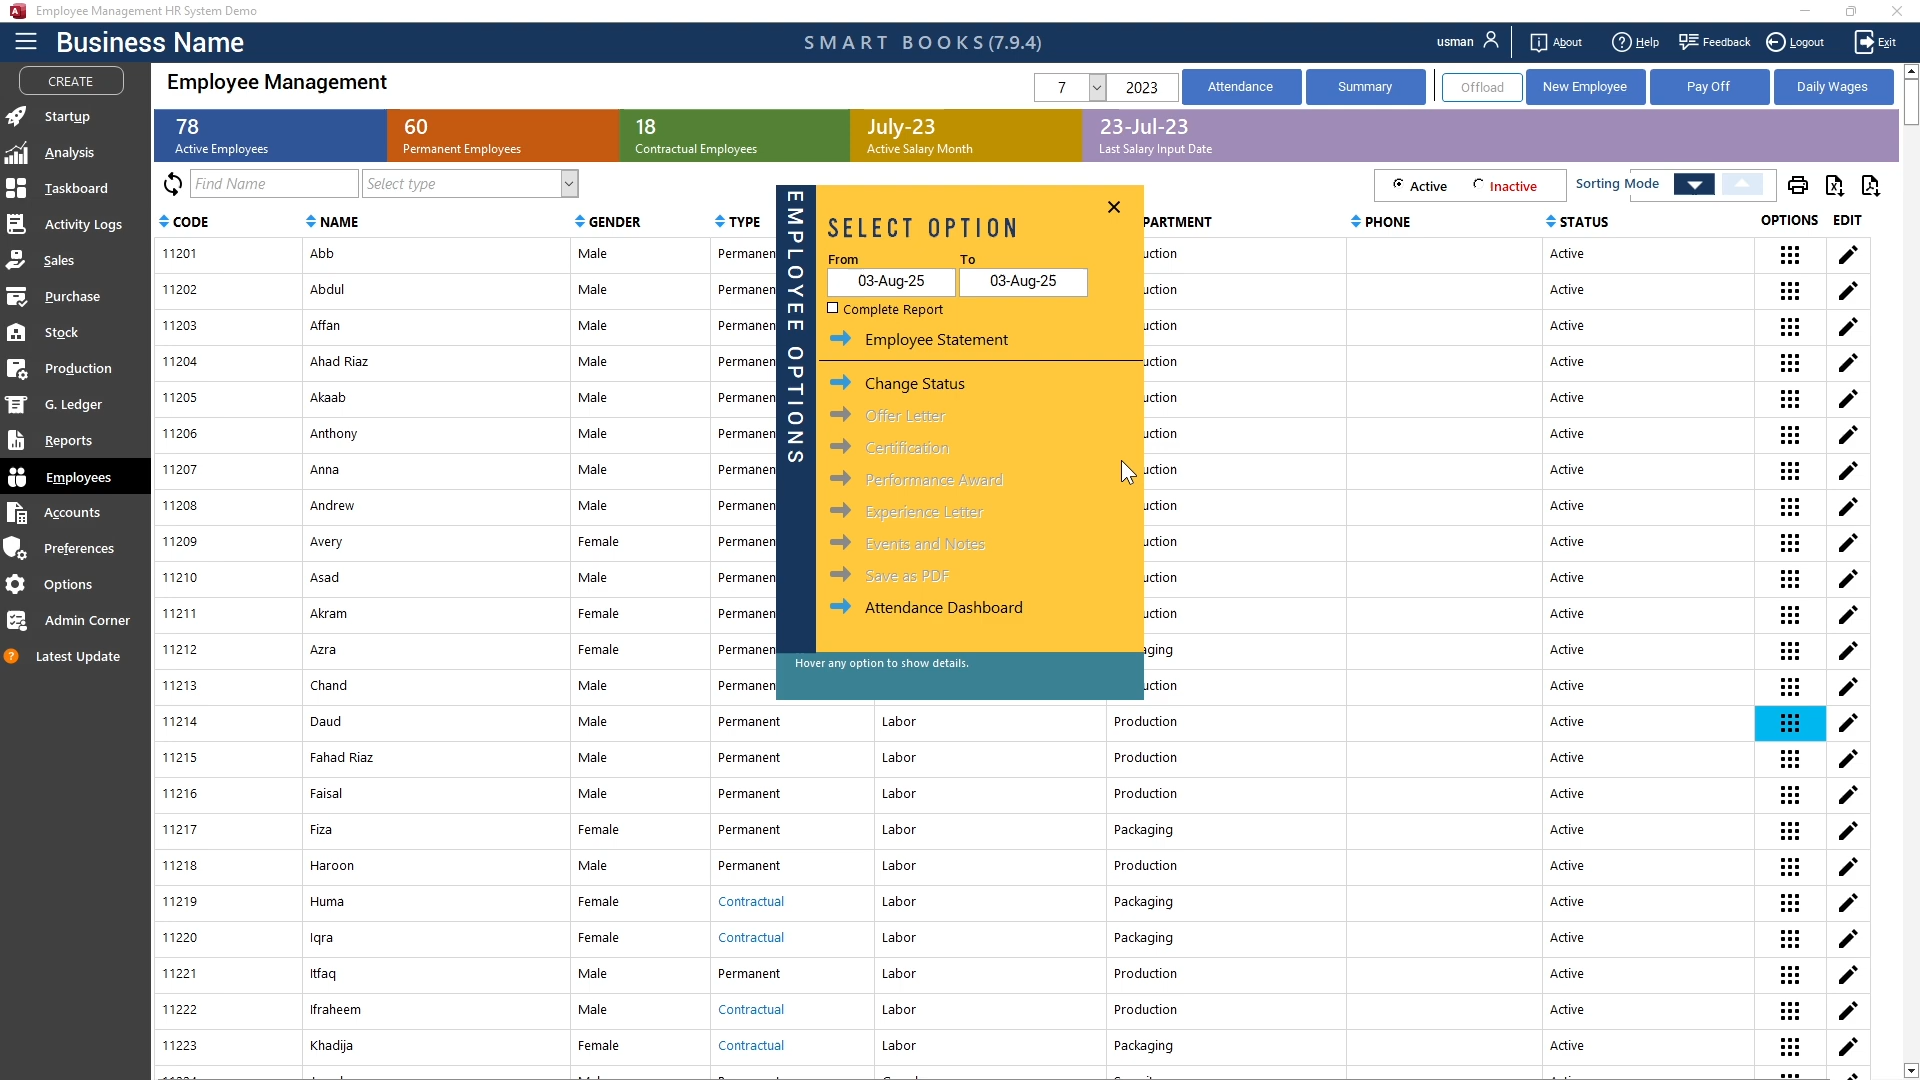 Employee Management HR System Demo
Business Name
SMART BOOKS(7.9.4)
usman
About
Help
Feedback
Logout
Exit
CREATE
Startup
Analysis
Taskboard
Activity Logs
Sales
Purchase
Stock
Production
G. Ledger
Reports
Employees
Accounts
Preferences
Options
Admin Corner
Latest Update
Employee Management
7
2023
Attendance
Summary
Offload
New Employee
Pay Off
Daily Wages
78
Active Employees
60
Permanent Employees
18
Contractual Employees
July-23
Active Salary Month
23-Jul-23
Last Salary Input Date
Find Name
Select type
Active
Inactive
Sorting Mode
CODE NAME GENDER TYPE PARTMENT PHONE STATUS OPTIONS EDIT
11201 Abb Male Permanen uction Active
11202 Abdul Male Permanen uction Active
11203 Affan Male Permanen uction Active
11204 Ahad Riaz Male Permanen uction Active
11205 Akaab Male Permanen uction Active
11206 Anthony Male Permanen uction Active
11207 Anna Male Permanen uction Active
11208 Andrew Male Permanen uction Active
11209 Avery Female Permanen uction Active
11210 Asad Male Permanen uction Active
11211 Akram Female Permanen uction Active
11212 Azra Female Permanen aging Active
11213 Chand Male Permanen uction Active
11214 Daud Male Permanent Labor Production Active
11215 Fahad Riaz Male Permanent Labor Production Active
11216 Faisal Male Permanent Labor Production Active
11217 Fiza Female Permanent Labor Packaging Active
11218 Haroon Male Permanent Labor Production Active
11219 Huma Female Contractual Labor Packaging Active
11220 Iqra Female Contractual Labor Packaging Active
11221 Itfaq Male Permanent Labor Production Active
11222 Ifraheem Male Contractual Labor Production Active
11223 Khadija Female Contractual Labor Packaging Active
EMPLOYEE OPTIONS
SELECT OPTION
From To
03-Aug-25 03-Aug-25
Complete Report
Employee Statement
Change Status
Offer Letter
Certification
Performance Award
Experience Letter
Events and Notes
Save as PDF
Attendance Dashboard
Hover any option to show details.